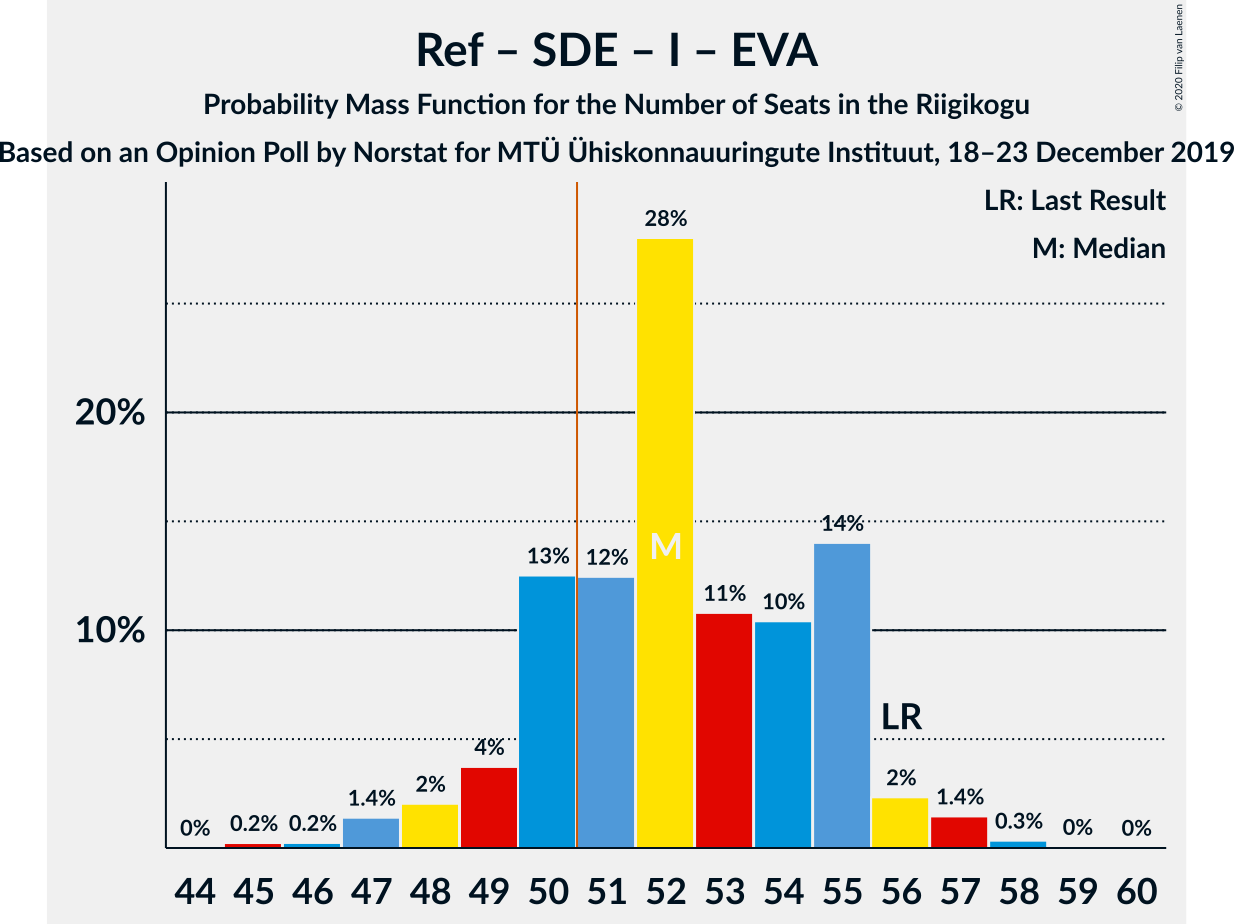 Ref – SDE – I – EVA
© 2020 Filip van Laenen
Probability Mass Function for the Number of Seats in the Riigikogu
Based on an Opinion Poll by Norstat for MTÜ Ühiskonnauuringute Instituut, 18–23 December 2019
LR: Last Result
M: Median
28%
20%
14%
M
13%
12%
11%
10%
10%
LR
4%
2%
2%
1.4%
1.4%
0%
0.2%
0.2%
0.3%
0%
0%
44 45 46 47 48 49 50 51 52 53 54 55 56 57 58 59 60